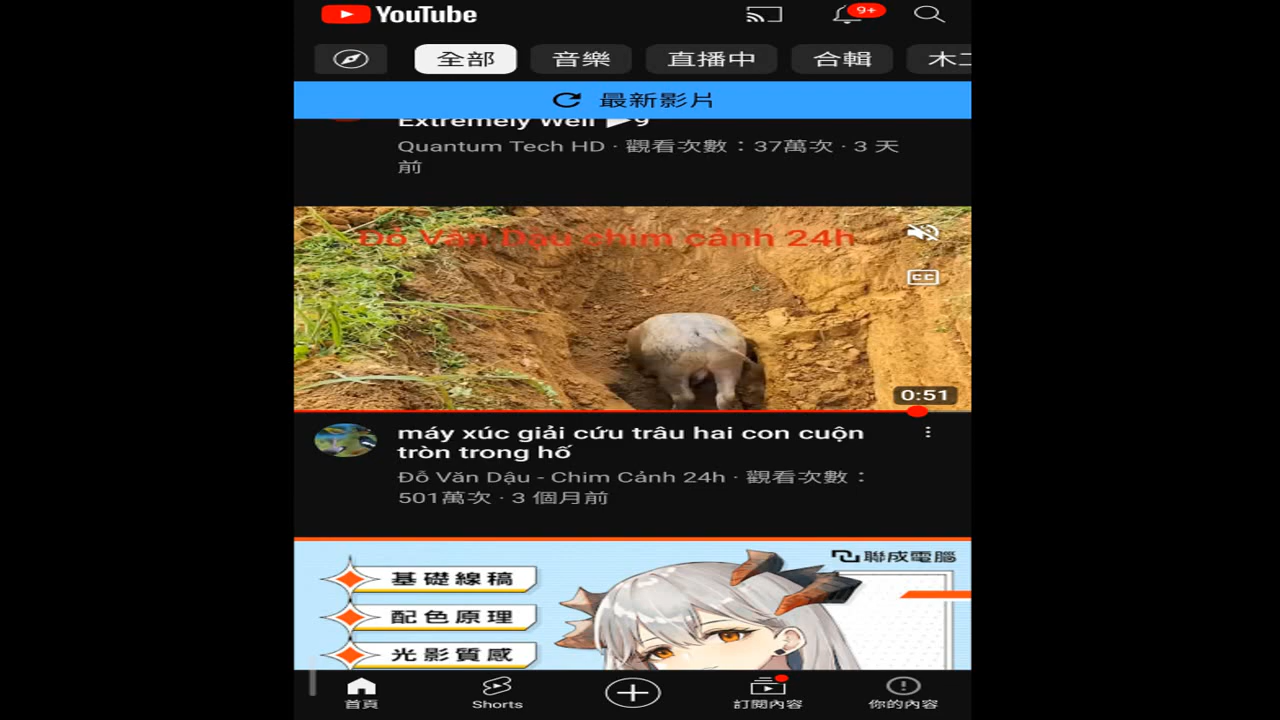 YouTube
9+
全部
音樂
直播中
合輯
木二
最新影片
Extremely Well ▶9
Quantum Tech HD · 觀看次數：37萬次 · 3 天
前
Đỗ Văn Dậu chim cảnh 24h
CC
0:51
máy xúc giải cứu trâu hai con cuộn
tròn trong hố
Đỗ Văn Dậu - Chim Cảnh 24h · 觀看次數：
501萬次 · 3 個月前
聯成電腦
基礎線稿
配色原理
光影質感
首頁
Shorts
訂閱內容
你的內容